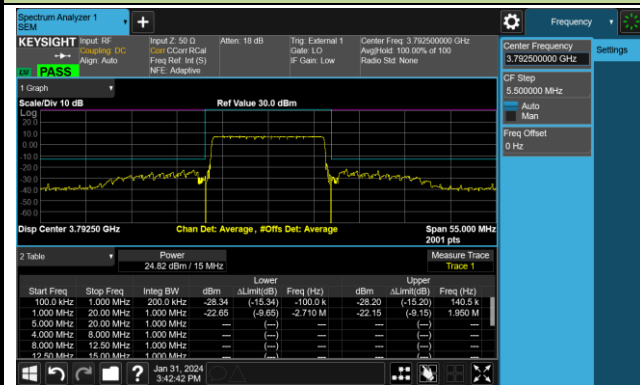 Spectrum Analyzer 1
SEM
Frequency
KEYSIGHT
Input: RF
Coupling: DC
Align: Auto
Input Z: 50 Ω
Corr CCorr RCal
Freq Ref: Int (S)
NFE: Adaptive
Atten: 18 dB
Trig: External 1
Gate: LO
IF Gain: Low
Center Freq: 3.792500000 GHz
Avg|Hold: 100.00% of 100
Radio Std: None
PASS
Center Frequency
3.792500000 GHz
Settings
CF Step
5.500000 MHz
Auto
Man
Freq Offset
0 Hz
1 Graph
Scale/Div 10 dB
Ref Value 30.0 dBm
Log
20.0
10.0
0.00
-10.0
-20.0
-30.0
-40.0
-50.0
-60.0
Disp Center 3.79250 GHz
Chan Det: Average , #Offs Det: Average
Span 55.000 MHz
2001 pts
2 Table
Power
24.82 dBm / 15 MHz
Measure Trace
Trace 1
Lower
Upper
Start Freq Stop Freq Integ BW dBm ΔLimit(dB) Freq (Hz) dBm ΔLimit(dB) Freq (Hz)
100.0 kHz 1.000 MHz 200.0 kHz -28.34 (-15.34) -100.0 k -28.20 (-15.20) 140.5 k
1.000 MHz 20.00 MHz 1.000 MHz -22.65 (-9.65) -2.710 M -22.15 (-9.15) 1.950 M
5.000 MHz 20.00 MHz 1.000 MHz --- (---) --- --- (---) ---
4.000 MHz 8.000 MHz 1.000 MHz --- (---) --- --- (---) ---
8.000 MHz 12.50 MHz 1.000 MHz --- (---) --- --- (---) ---
12.50 MHz 15.00 MHz 1.000 MHz --- (---) --- --- (---) ---
?
Jan 31, 2024
3:42:42 PM